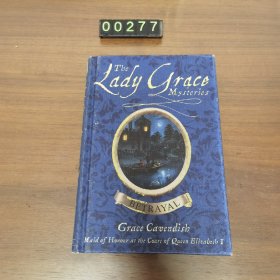 00277
The
Lady Grace
Mysteries
BETRAYAL
Grace Cavendish
Maid of Honour at the Court of Queen Elizabeth I